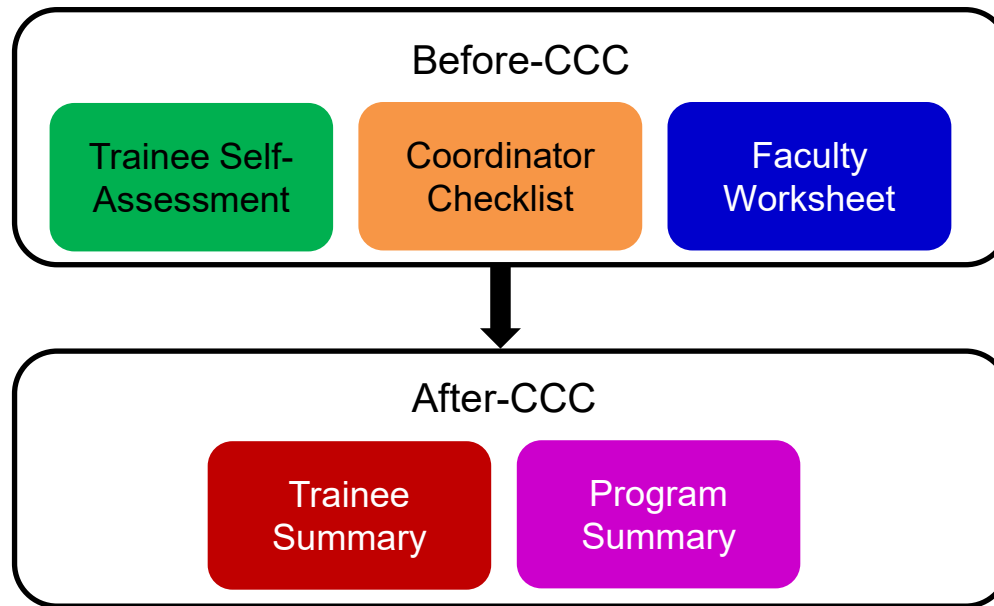 Before-CCC
Trainee Self-
Assessment
Coordinator
Checklist
Faculty
Worksheet
After-CCC
Trainee
Summary
Program
Summary